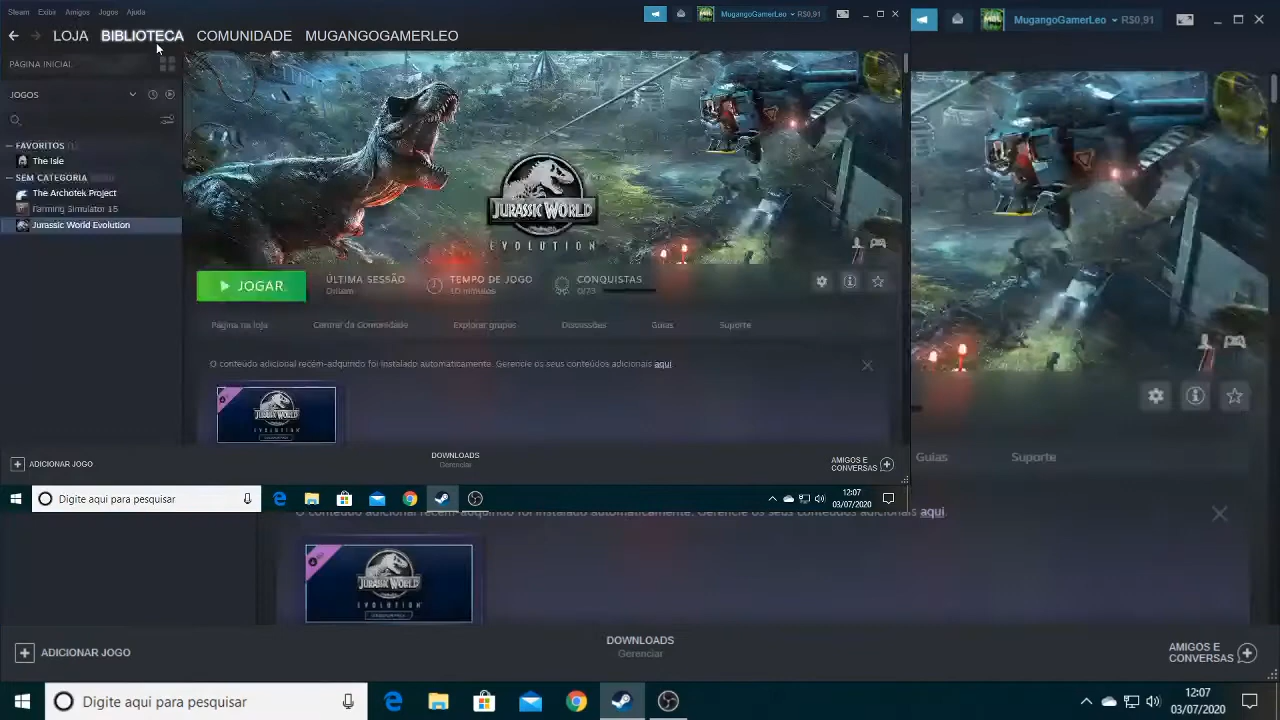 Steam Exibir Amigos Jogos Ajuda
MugangoGamerLeo R$0,91
MugangoGamerLeo R$0,91
LOJA BIBLIOTECA COMUNIDADE MUGANGOGAMERLEO
PÁGINA INICIAL
JOGOS
FAVORITOS
The Isle
SEM CATEGORIA
The Archotek Project
Farming Simulator 15
Jurassic World Evolution
JURASSIC WORLD
EVOLUTION
JOGAR
ÚLTIMA SESSÃO
TEMPO DE JOGO
10 minutos
CONQUISTAS
0/73
Página na loja Central da Comunidade Explorar grupos Discussões Guias Suporte
O conteúdo adicional recém-adquirido foi instalado automaticamente. Gerencie os seus conteúdos adicionais aqui
JURASSIC WORLD
ADICIONAR JOGO
DOWNLOADS
Gerenciar
AMIGOS E
CONVERSAS
Digite aqui para pesquisar
12:07
03/07/2020
Guias Suporte
O conteúdo adicional recém-adquirido foi instalado automaticamente. Gerencie os seus conteúdos adicionais aqui
JURASSIC WORLD
EVOLUTION
ADICIONAR JOGO
DOWNLOADS
Gerenciar
AMIGOS E
CONVERSAS
Digite aqui para pesquisar
12:07
03/07/2020